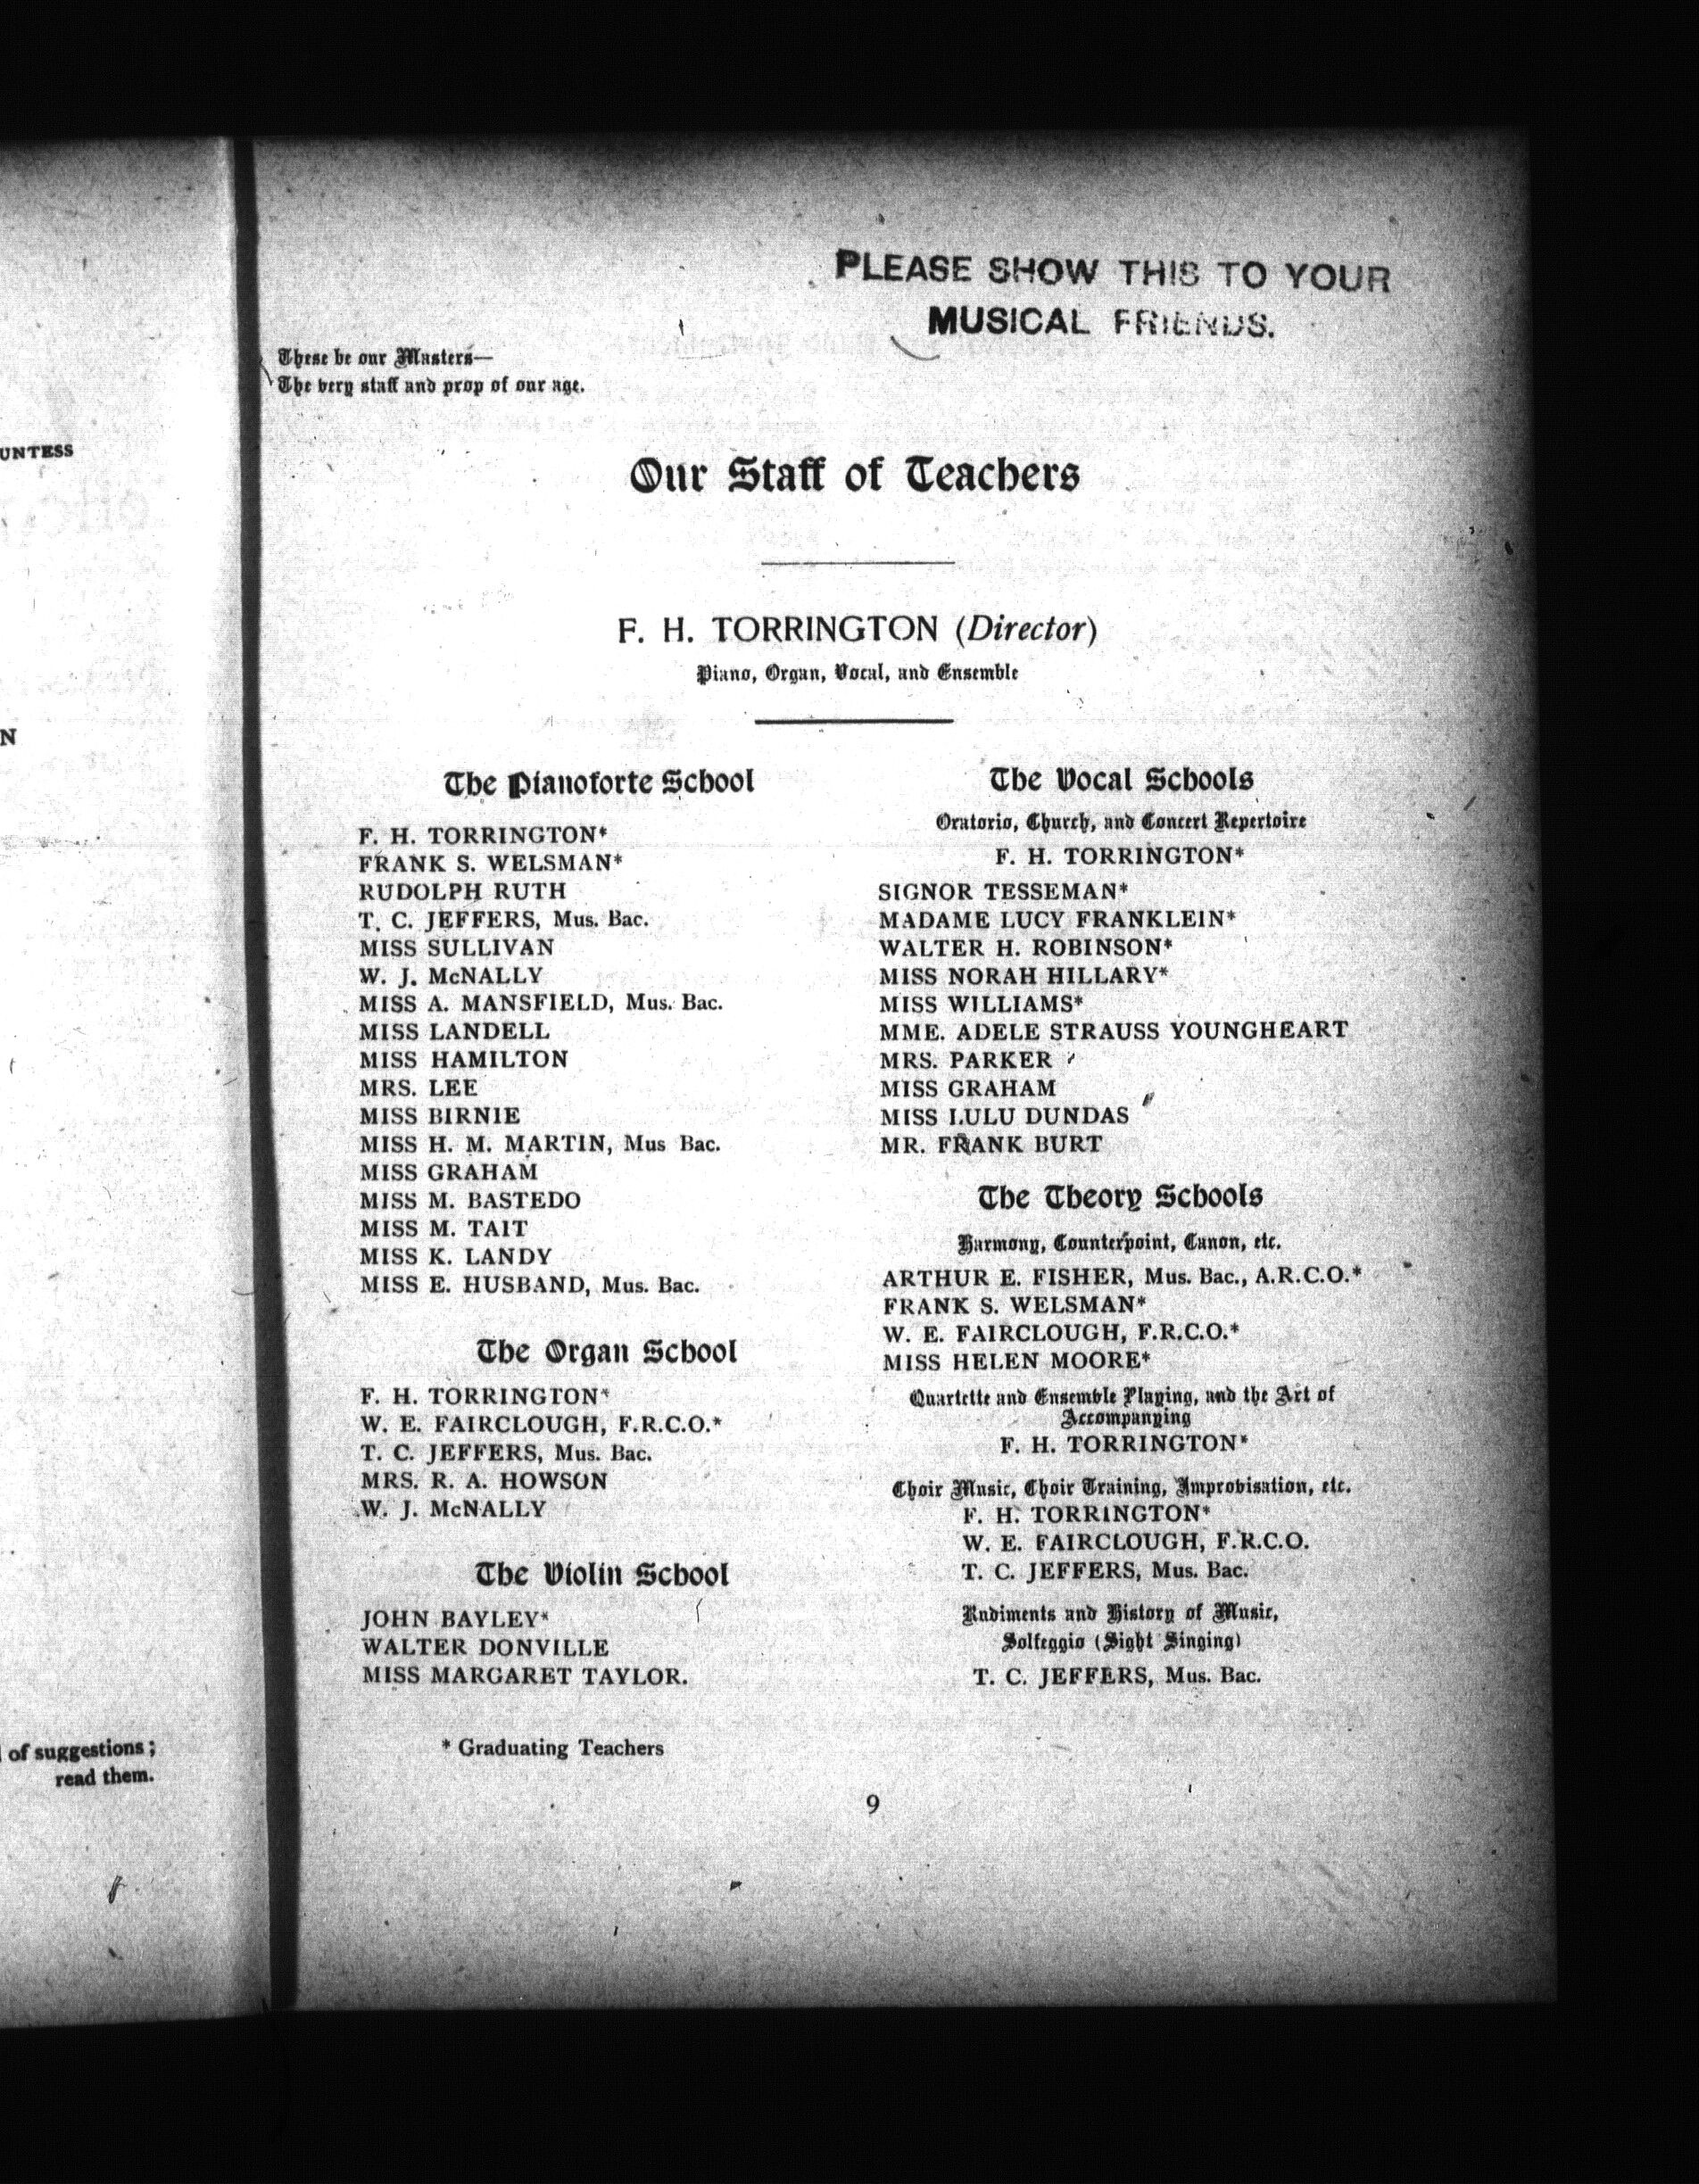 UNTESS
N
of suggestions;
read them.
PLEASE SHOW THIS TO YOUR
MUSICAL FRIENDS.
These be our Masters—
The very staff and prop of our age.
Our Staff of Teachers
F. H. TORRINGTON (Director)
Piano, Organ, Vocal, and Ensemble
The Pianoforte School
F. H. TORRINGTON*
FRANK S. WELSMAN*
RUDOLPH RUTH
T. C. JEFFERS, Mus. Bac.
MISS SULLIVAN
W. J. McNALLY
MISS A. MANSFIELD, Mus. Bac.
MISS LANDELL
MISS HAMILTON
MRS. LEE
MISS BIRNIE
MISS H. M. MARTIN, Mus Bac.
MISS GRAHAM
MISS M. BASTEDO
MISS M. TAIT
MISS K. LANDY
MISS E. HUSBAND, Mus. Bac.
The Organ School
F. H. TORRINGTON*
W. E. FAIRCLOUGH, F.R.C.O.*
T. C. JEFFERS, Mus. Bac.
MRS. R. A. HOWSON
W. J. McNALLY
The Violin School
JOHN BAYLEY*
WALTER DONVILLE
MISS MARGARET TAYLOR.
* Graduating Teachers
The Vocal Schools
Oratorio, Church, and Concert Repertoire
F. H. TORRINGTON*
SIGNOR TESSEMAN*
MADAME LUCY FRANKLEIN*
WALTER H. ROBINSON*
MISS NORAH HILLARY*
MISS WILLIAMS*
MME. ADELE STRAUSS YOUNGHEART
MRS. PARKER
MISS GRAHAM
MISS LULU DUNDAS
MR. FRANK BURT
The Theory Schools
Harmony, Counterpoint, Canon, etc.
ARTHUR E. FISHER, Mus. Bac., A.R.C.O.*
FRANK S. WELSMAN*
W. E. FAIRCLOUGH, F.R.C.O.*
MISS HELEN MOORE*
Quartette and Ensemble Playing, and the Art of
Accompanying
F. H. TORRINGTON*
Choir Music, Choir Training, Improvisation, etc.
F. H. TORRINGTON*
W. E. FAIRCLOUGH, F.R.C.O.
T. C. JEFFERS, Mus. Bac.
Rudiments and History of Music,
Solfeggio (Sight Singing)
T. C. JEFFERS, Mus. Bac.
9